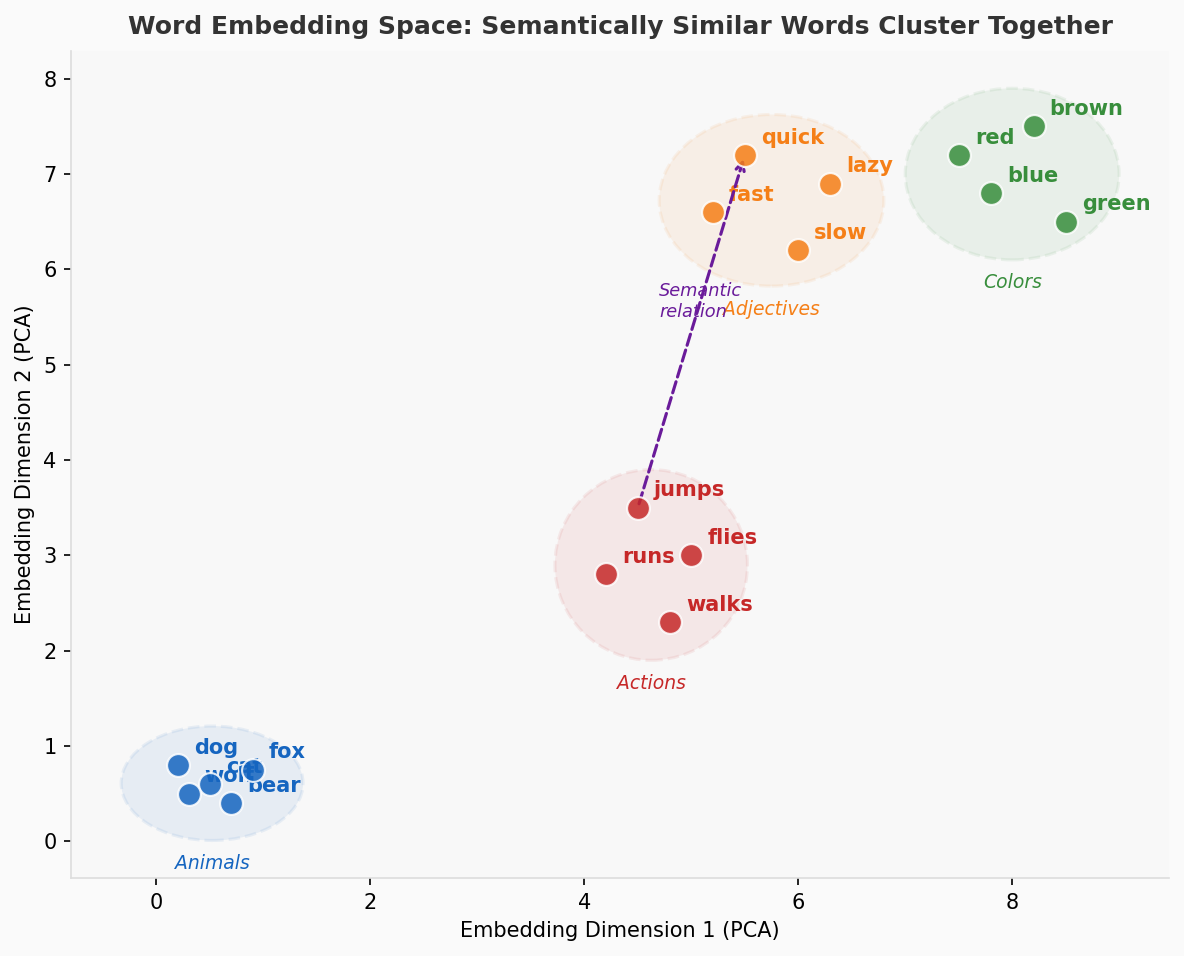 Word Embedding Space: Semantically Similar Words Cluster Together
8
7
6
5
4
3
2
1
0
Embedding Dimension 2 (PCA)
quick
lazy
fast
slow
Adjectives
brown
red
blue
green
Colors
Semantic
relation
jumps
flies
runs
walks
Actions
dog
fox
cat
wolf
bear
Animals
0
2
4
6
8
Embedding Dimension 1 (PCA)